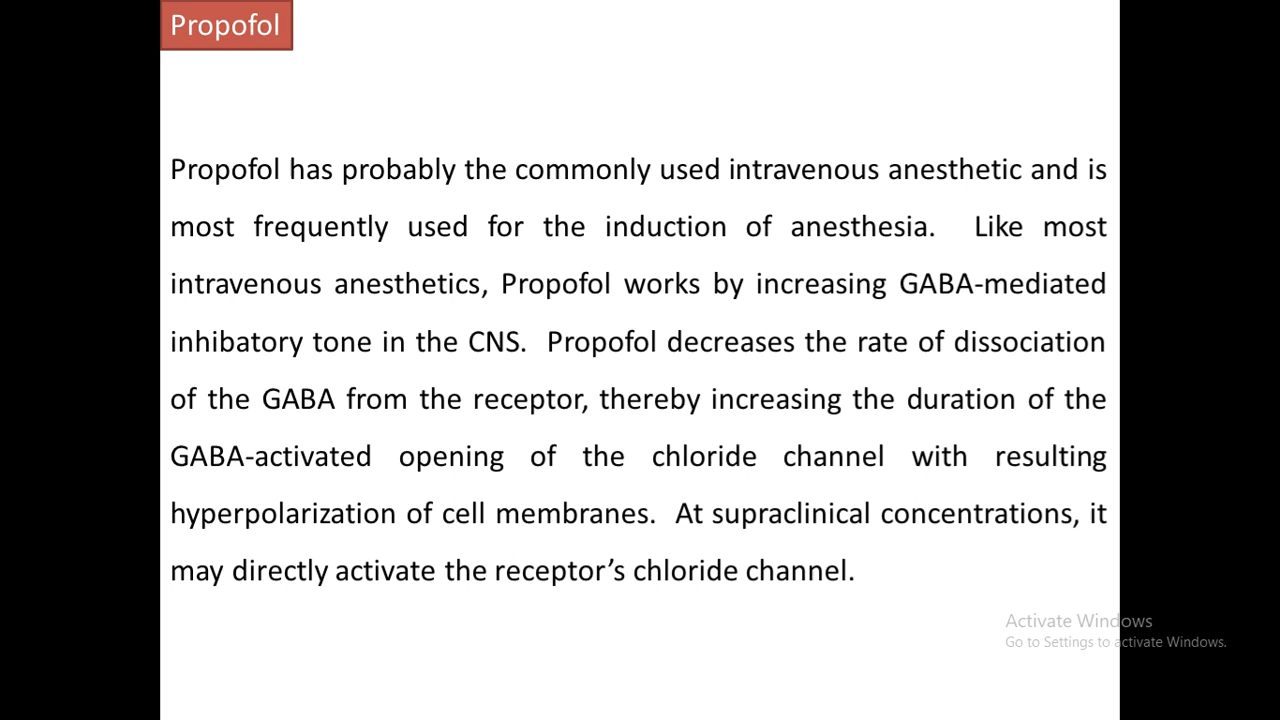 Propofol
Propofol has probably the commonly used intravenous anesthetic and is
most frequently used for the induction of anesthesia. Like most
intravenous anesthetics, Propofol works by increasing GABA-mediated
inhibatory tone in the CNS. Propofol decreases the rate of dissociation
of the GABA from the receptor, thereby increasing the duration of the
GABA-activated opening of the chloride channel with resulting
hyperpolarization of cell membranes. At supraclinical concentrations, it
may directly activate the receptor’s chloride channel.
Activate Windows
Go to Settings to activate Windows.